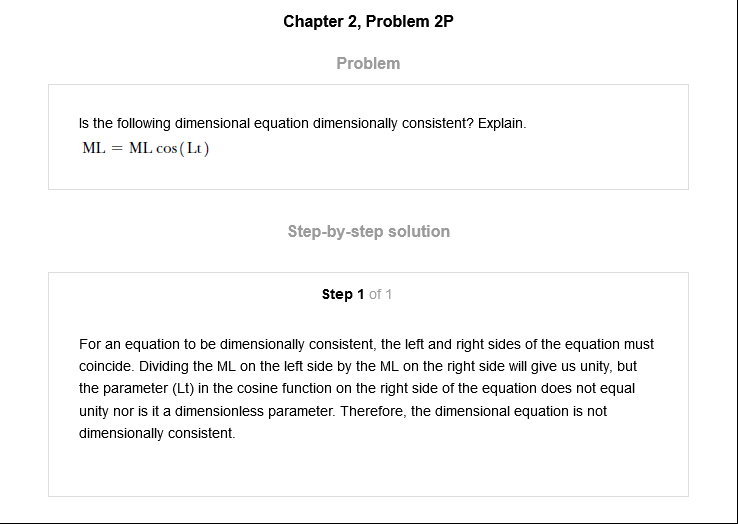 Chapter 2, Problem 2P
Problem
Is the following dimensional equation dimensionally consistent? Explain.
ML = ML cos(Lt)
Step-by-step solution
Step 1 of 1
For an equation to be dimensionally consistent, the left and right sides of the equation must
coincide. Dividing the ML on the left side by the ML on the right side will give us unity, but
the parameter (Lt) in the cosine function on the right side of the equation does not equal
unity nor is it a dimensionless parameter. Therefore, the dimensional equation is not
dimensionally consistent.